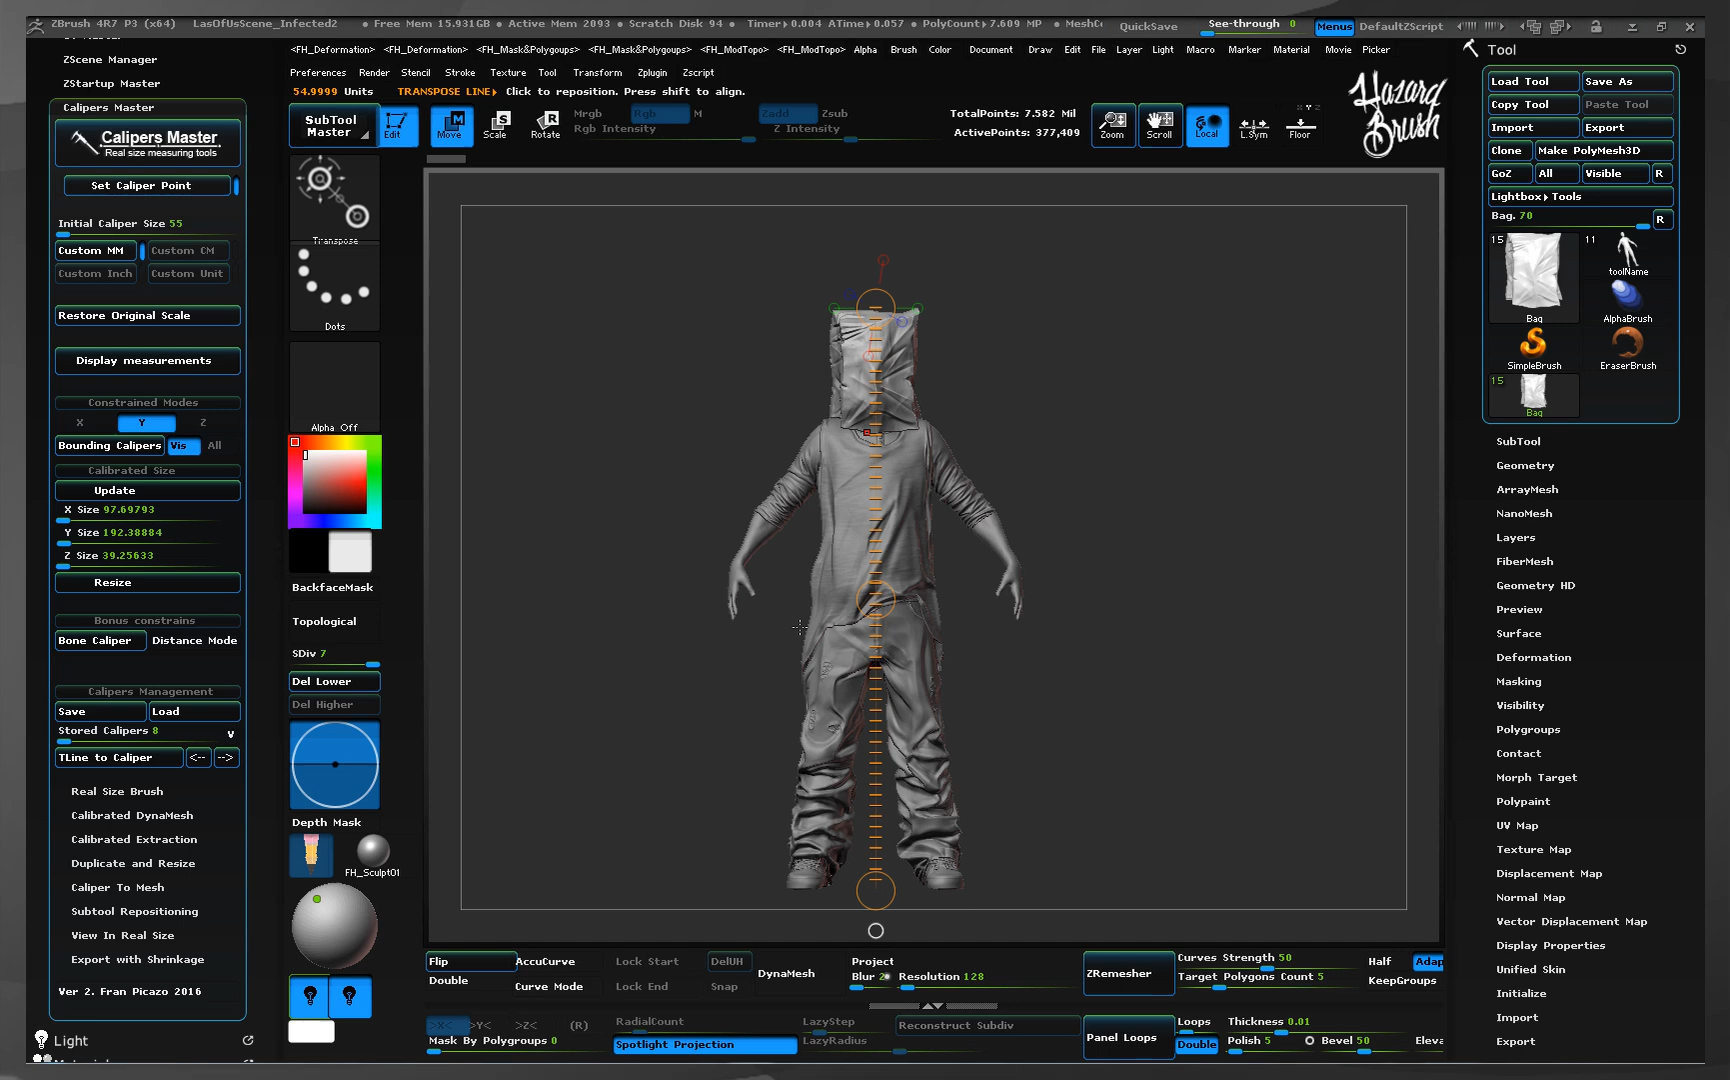 ZBrush 4R7 P3 (x64) LasOfUsScene_Infected2 • Free Mem 15.931GB • Active Mem 2093 • Scratch Disk 94 • Timer▸0.004 ATime▸0.057 • PolyCount▸7.609 MP • MeshC QuickSave See-through 0 Menus DefaultZScript
ZScene Manager
ZStartup Master
Calipers Master
Calipers Master
Real size measuring tools
Set Caliper Point
Initial Caliper Size 55
Custom MM Custom CM
Custom Inch Custom Unit
Restore Original Scale
Display measurements
Constrained Modes
X Y Z
Bounding Calipers Vis All
Calibrated Size
Update
X Size 97.69793
Y Size 192.38884
Z Size 39.25633
Resize
Bonus constrains
Bone Caliper Distance Mode
Calipers Management
Save Load
Stored Calipers 8 V
TLine to Caliper <-- -->
Real Size Brush
Calibrated DynaMesh
Calibrated Extraction
Duplicate and Resize
Caliper To Mesh
Subtool Repositioning
View In Real Size
Export with Shrinkage
Ver 2. Fran Picazo 2016
Light
<FH_Deformation> <FH_Deformation> <FH_Mask&Polygoups> <FH_Mask&Polygoups> <FH_ModTopo> <FH_ModTopo> Alpha Brush Color Document Draw Edit File Layer Light Macro Marker Material Movie Picker
Preferences Render Stencil Stroke Texture Tool Transform Zplugin Zscript
54.9999 Units TRANSPOSE LINE▸ Click to reposition. Press shift to align.
SubTool Master
Edit Move Scale Rotate
Mrgb Rgb M Zadd Zsub
Rgb Intensity Z Intensity
TotalPoints: 7.582 Mil
ActivePoints: 377,409
Zoom Scroll Local L.Sym Floor
X Y Z
Hazard Brush
Transpose
Dots
Alpha Off
BackfaceMask
Topological
SDiv 7
Del Lower
Del Higher
Depth Mask
FH_Sculpt01
Flip AccuCurve Lock Start DelUH Project
Double Curve Mode Lock End Snap DynaMesh Blur 2 Resolution 128
ZRemesher Curves Strength 50 Half Adap
Target Polygons Count 5 KeepGroups
>X< >Y< >Z< (R) RadialCount LazyStep Reconstruct Subdiv
Mask By Polygroups 0 Spotlight Projection LazyRadius
Panel Loops Loops Thickness 0.01
Double Polish 5 Bevel 50 Eleva
Tool
Load Tool Save As
Copy Tool Paste Tool
Import Export
Clone Make PolyMesh3D
GoZ All Visible R
Lightbox▸Tools
Bag. 70 R
15 Bag
11 toolName
AlphaBrush
SimpleBrush EraserBrush
15 Bag
SubTool
Geometry
ArrayMesh
NanoMesh
Layers
FiberMesh
Geometry HD
Preview
Surface
Deformation
Masking
Visibility
Polygroups
Contact
Morph Target
Polypaint
UV Map
Texture Map
Displacement Map
Normal Map
Vector Displacement Map
Display Properties
Unified Skin
Initialize
Import
Export